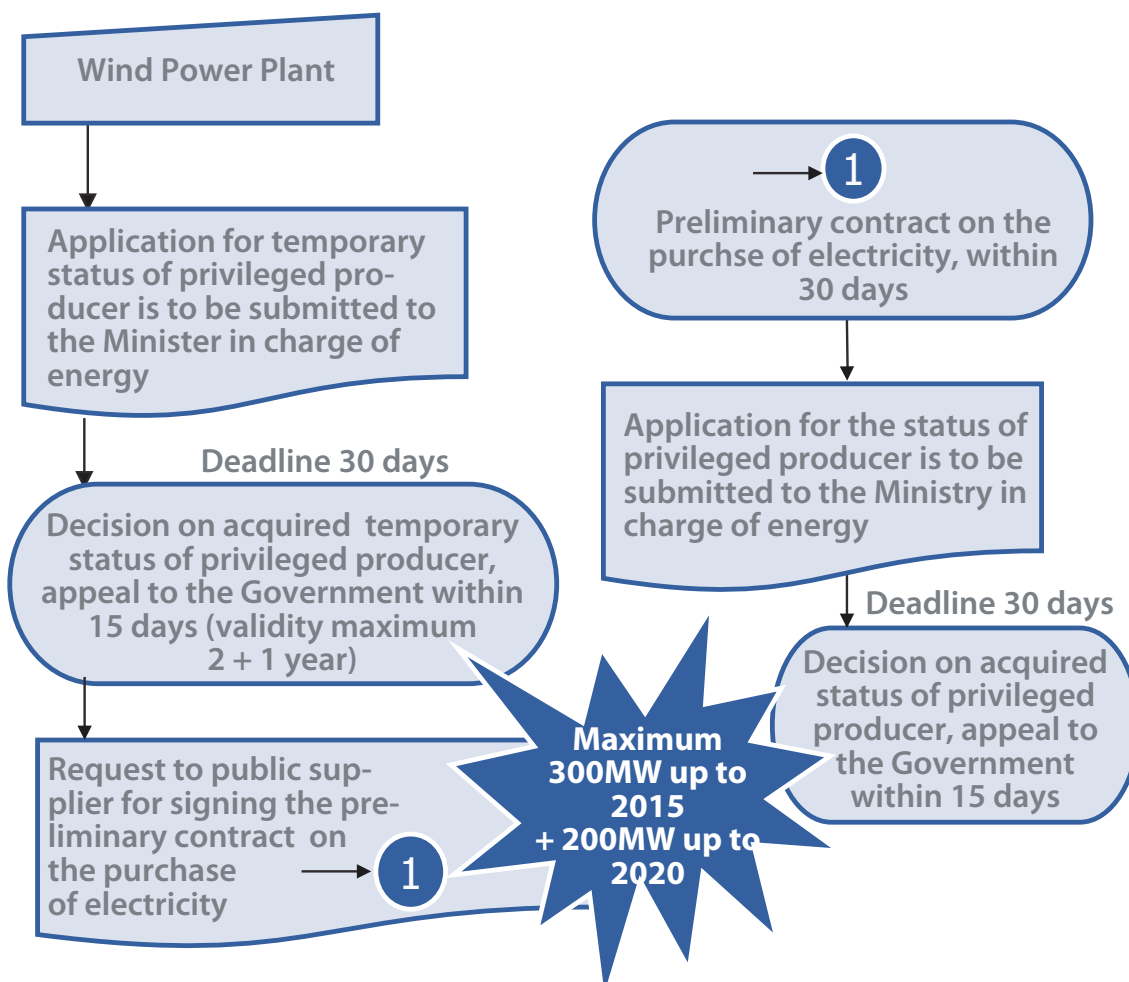 Wind Power Plant
Application for temporary
status of privileged pro-
ducer is to be submitted to
the Minister in charge of
energy
Deadline 30 days
Decision on acquired temporary
status of privileged producer,
appeal to the Government within
15 days (validity maximum
2 + 1 year)
Request to public sup-
plier for signing the pre-
liminary contract on
the purchase
of electricity
1
Maximum
300MW up to
2015
+ 200MW up to
2020
1
Preliminary contract on the
purchse of electricity, within
30 days
Application for the status of
privileged producer is to be
submitted to the Ministry in
charge of energy
Deadline 30 days
Decision on acquired
status of privileged
producer, appeal to
the Government
within 15 days